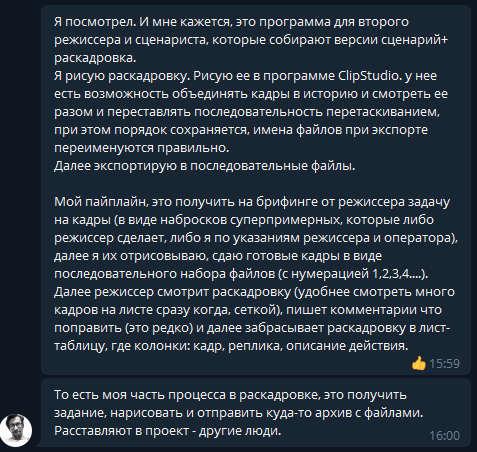 Я посмотрел. И мне кажется, это программа для второго
режиссера и сценариста, которые собирают версии сценарий+
раскадровка.
Я рисую раскадровку. Рисую ее в программе ClipStudio. у нее
есть возможность объединять кадры в историю и смотреть ее
разом и переставлять последовательность перетаскиванием,
при этом порядок сохраняется, имена файлов при экспорте
переименуются правильно.
Далее экспортирую в последовательные файлы.
Мой пайплайн, это получить на брифинге от режиссера задачу
на кадры (в виде набросков суперпримерных, которые либо
режиссер сделает, либо я по указаниям режиссера и оператора),
далее я их отрисовываю, сдаю готовые кадры в виде
последовательного набора файлов (с нумерацией 1,2,3,4....).
Далее режиссер смотрит раскадровку (удобнее смотреть много
кадров на листе сразу когда, сеткой), пишет комментарии что
поправить (это редко) и далее забрасывает раскадровку в лист-
таблицу, где колонки: кадр, реплика, описание действия.
15:59
То есть моя часть процесса в раскадровке, это получить
задание, нарисовать и отправить куда-то архив с файлами.
Расставляют в проект - другие люди.
16:00